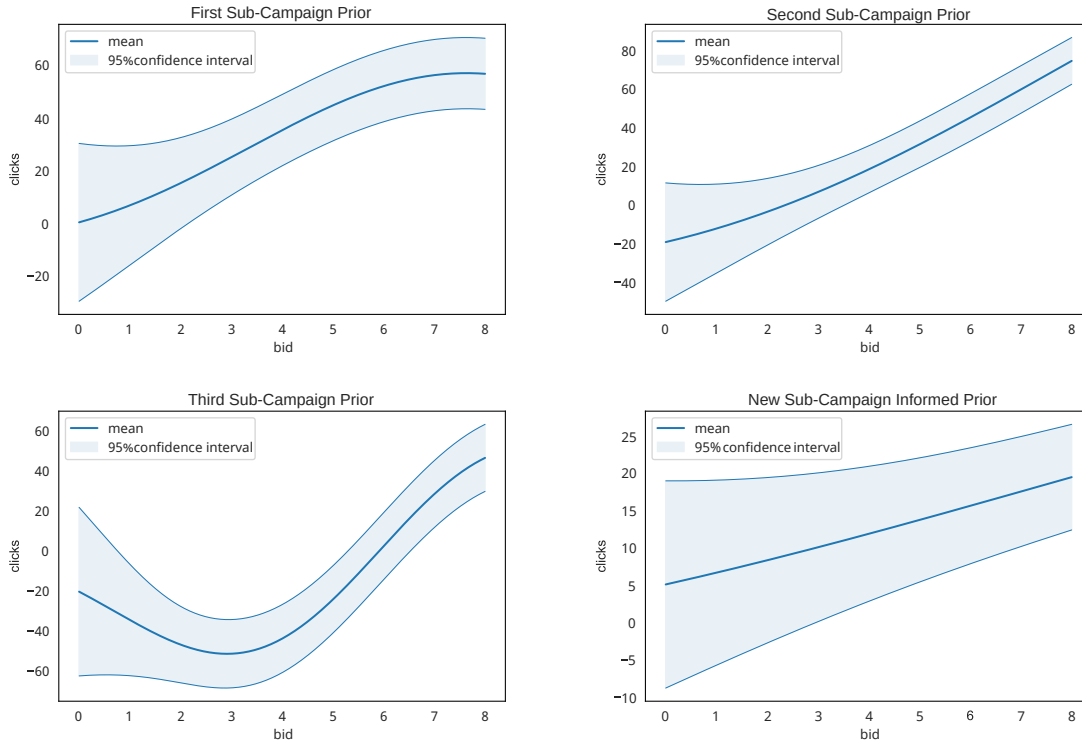 First Sub-Campaign Prior
mean
95%confidence interval
60
40
20
0
−20
clicks
0 1 2 3 4 5 6 7 8
bid
Second Sub-Campaign Prior
mean
95%confidence interval
80
60
40
20
0
−20
−40
clicks
0 1 2 3 4 5 6 7 8
bid
Third Sub-Campaign Prior
mean
95%confidence interval
60
40
20
0
−20
−40
−60
clicks
0 1 2 3 4 5 6 7 8
bid
New Sub-Campaign Informed Prior
mean
95%confidence interval
25
20
15
10
5
0
−5
−10
clicks
0 1 2 3 4 5 6 7 8
bid